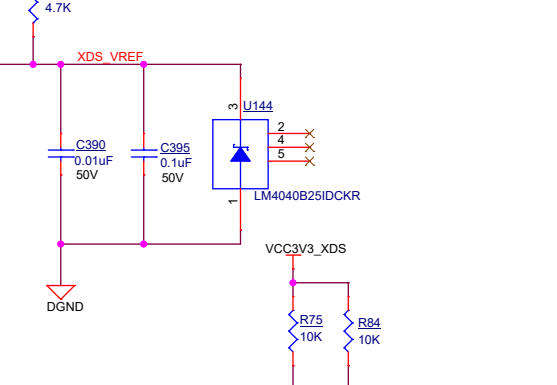 4.7K
XDS_VREF
3
U144
2
4
5
C390
0.01uF
50V
C395
0.1uF
50V
1
LM4040B25IDCKR
VCC3V3_XDS
DGND
R75
10K
R84
10K